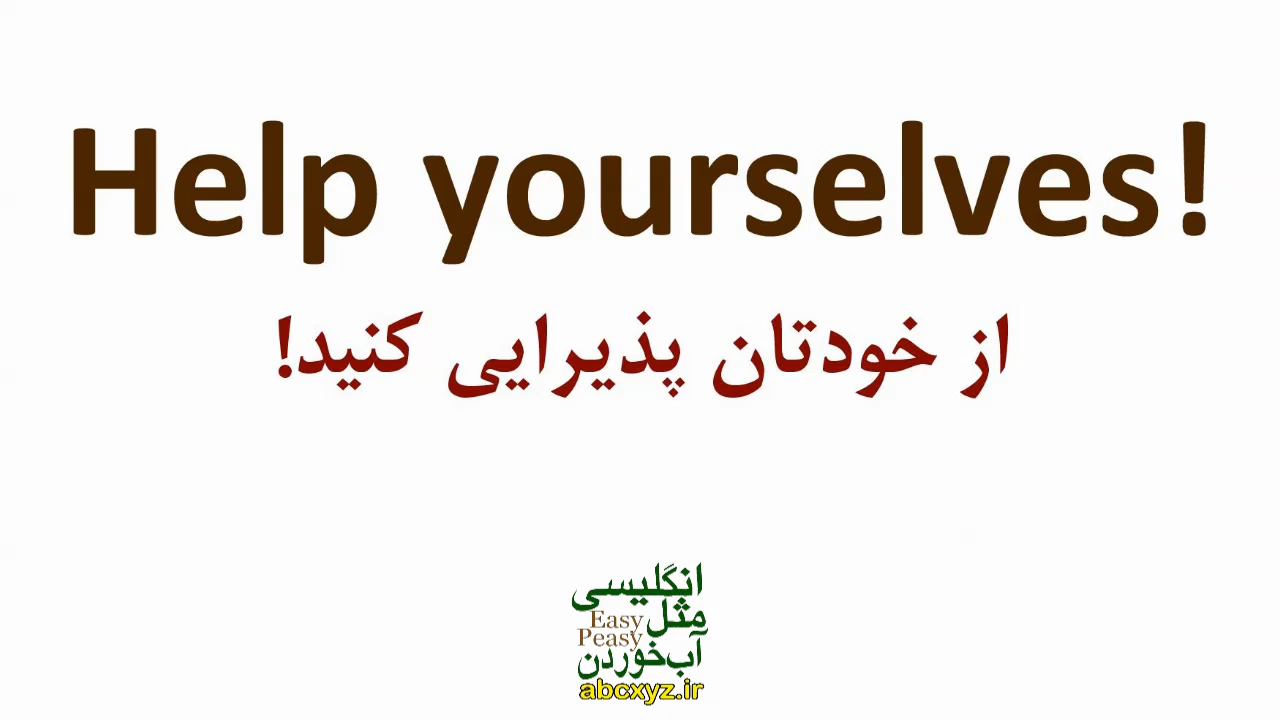 Help yourselves!
از خودتان پذیرایی کنید!
انگلیسی
مثل
Easy
Peasy
آب‌خوردن
abcxyz.ir